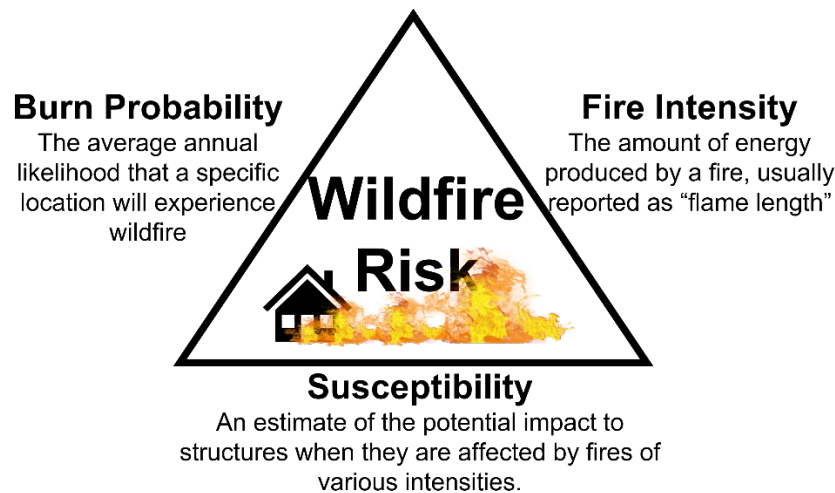 Burn Probability
The average annual
likelihood that a specific
location will experience
wildfire
Fire Intensity
The amount of energy
produced by a fire, usually
reported as “flame length”
Wildfire
Risk
Susceptibility
An estimate of the potential impact to
structures when they are affected by fires of
various intensities.